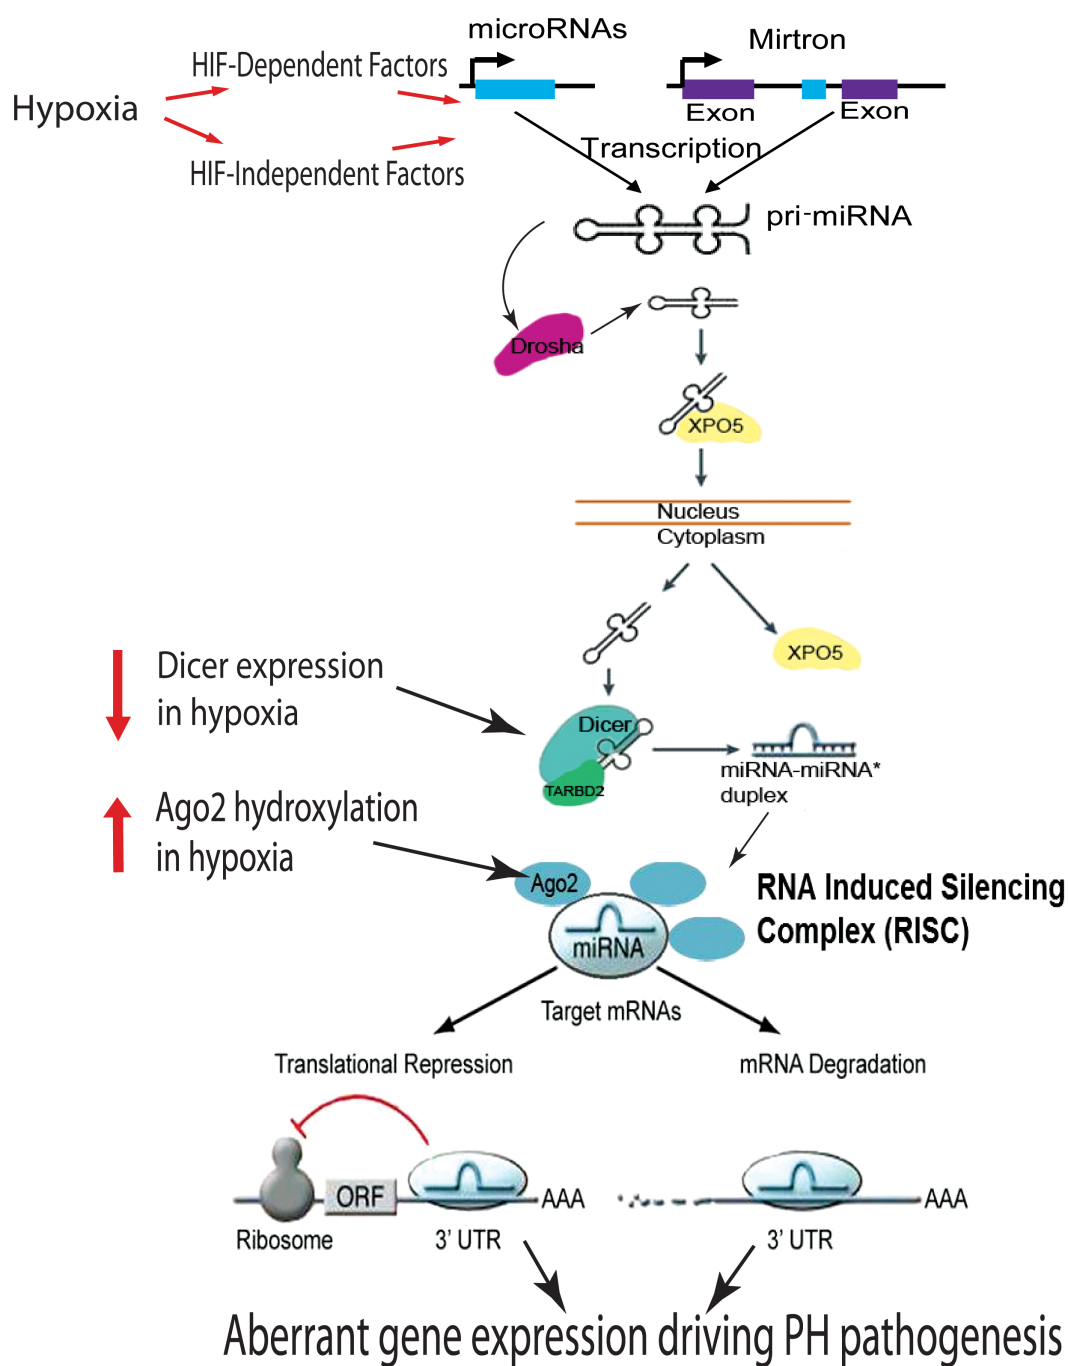 microRNAs
Mirtron
HIF-Dependent Factors
Hypoxia
Exon
Exon
Transcription
HIF-Independent Factors
pri-miRNA
Drosha
XPO5
Nucleus
Cytoplasm
XPO5
Dicer expression
in hypoxia
Dicer
TARBD2
miRNA-miRNA*
duplex
Ago2 hydroxylation
in hypoxia
Ago2
RNA Induced Silencing
Complex (RISC)
miRNA
Target mRNAs
Translational Repression
mRNA Degradation
ORF
AAA
AAA
Ribosome
3' UTR
3' UTR
Aberrant gene expression driving PH pathogenesis